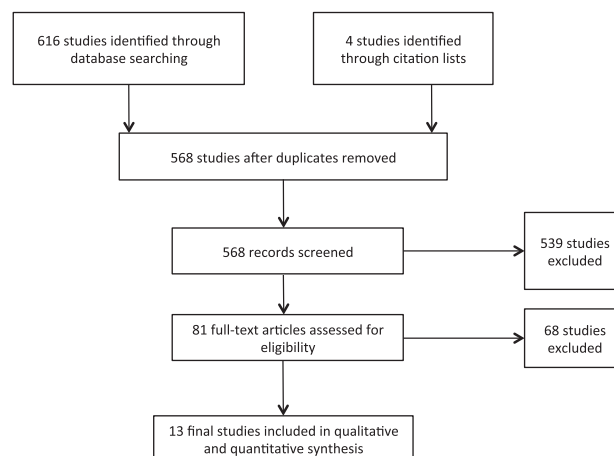 616 studies identified through
database searching
4 studies identified
through citation lists
568 studies after duplicates removed
568 records screened
539 studies
excluded
81 full-text articles assessed for
eligibility
68 studies
excluded
13 final studies included in qualitative
and quantitative synthesis